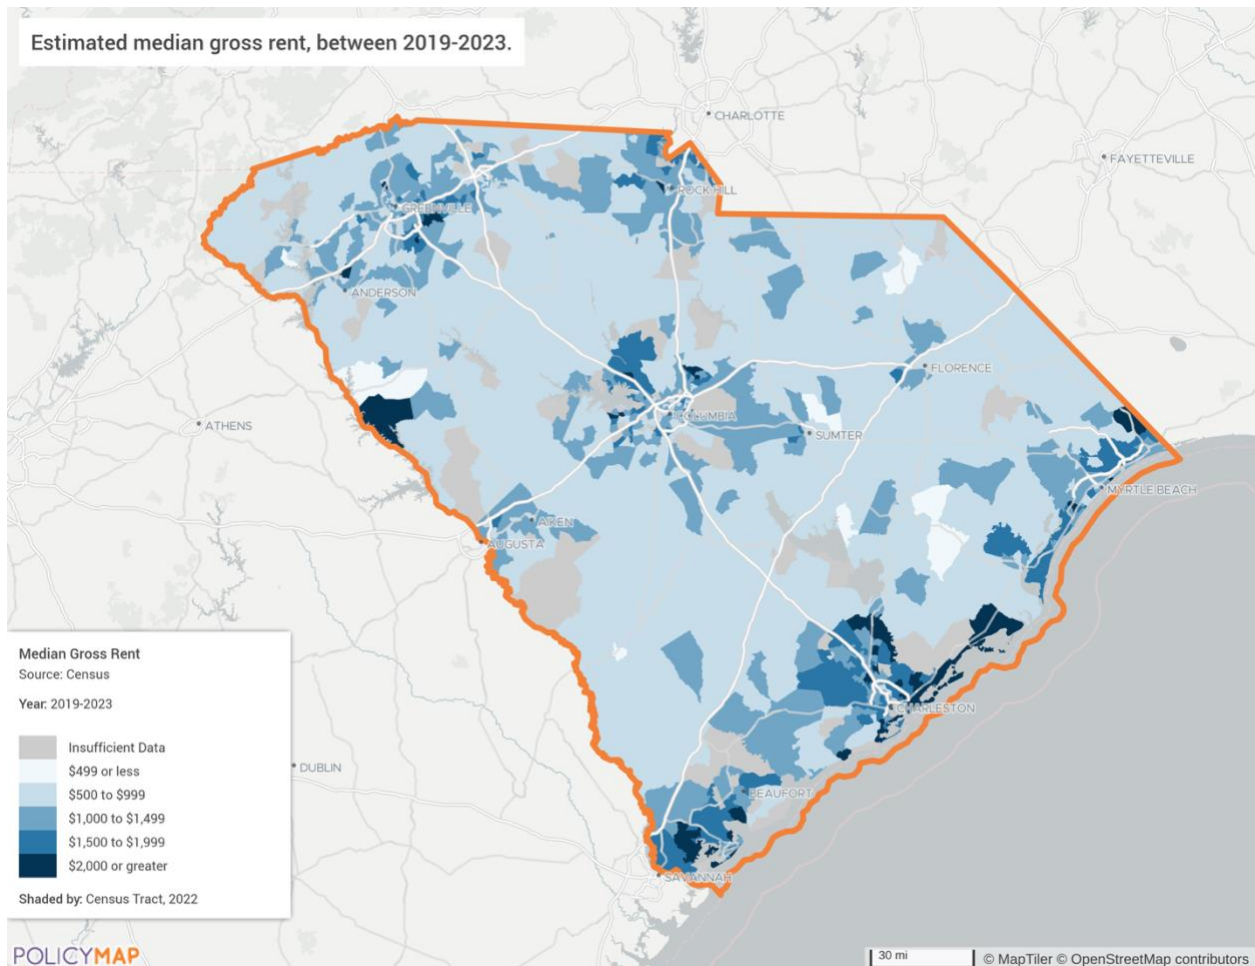 Estimated median gross rent, between 2019-2023.
CHARLOTTE
FAYETTEVILLE
ROCK HILL
GREENVILLE
ANDERSON
FLORENCE
ATHENS
COLUMBIA
SUMTER
MYRTLE BEACH
AIKEN
AUGUSTA
CHARLESTON
DUBLIN
BEAUFORT
SAVANNAH
Median Gross Rent
Source: Census
Year: 2019-2023
Insufficient Data
$499 or less
$500 to $999
$1,000 to $1,499
$1,500 to $1,999
$2,000 or greater
Shaded by: Census Tract, 2022
POLICYMAP
30 mi
© MapTiler © OpenStreetMap contributors